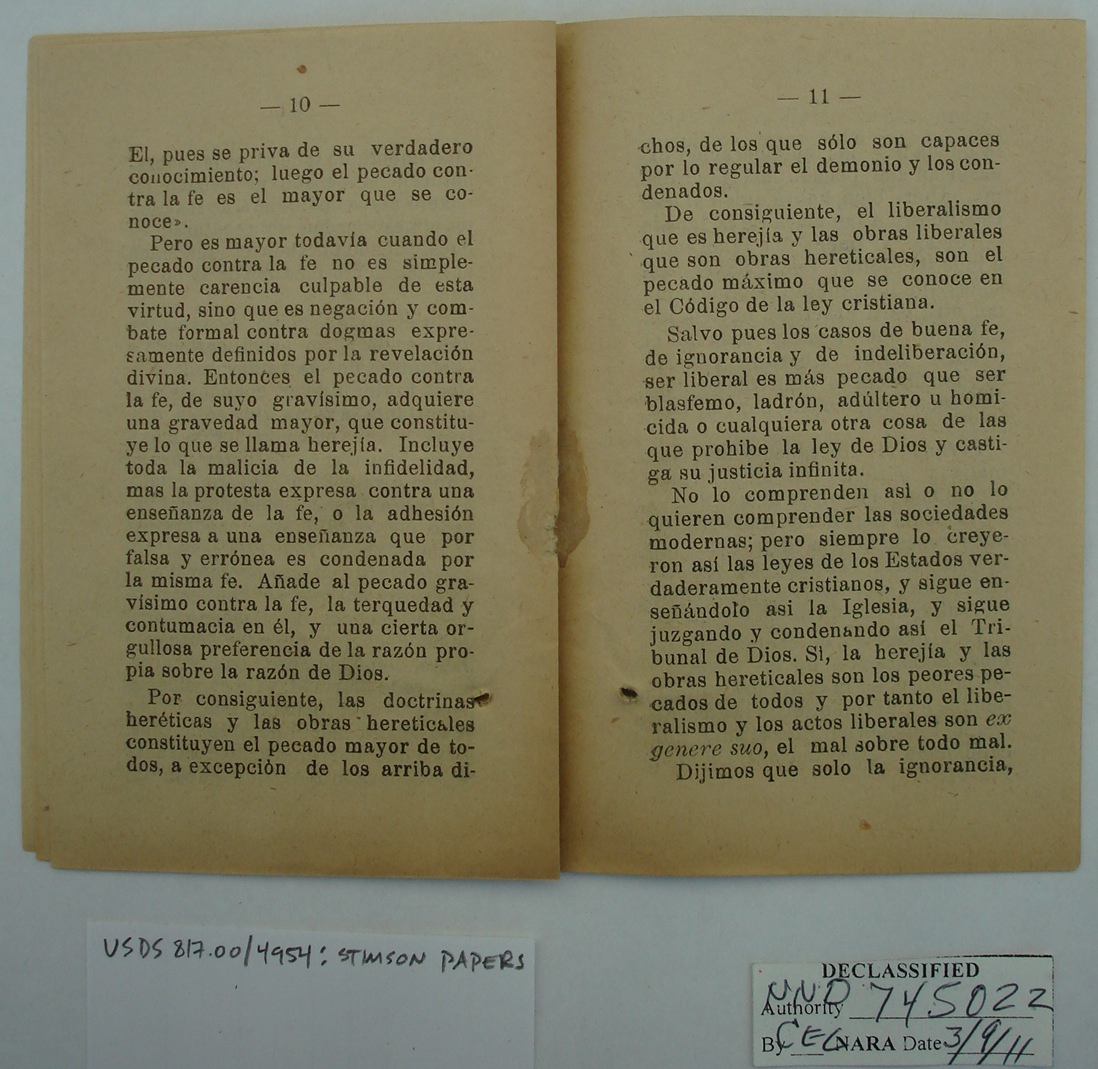 — 10 —
El, pues se priva de su verdadero
conocimiento; luego el pecado con-
tra la fe es el mayor que se co-
noce».
Pero es mayor todavía cuando el
pecado contra la fe no es simple-
mente carencia culpable de esta
virtud, sino que es negación y com-
bate formal contra dogmas expre-
samente definidos por la revelación
divina. Entonces el pecado contra
la fe, de suyo gravísimo, adquiere
una gravedad mayor, que constitu-
ye lo que se llama herejía. Incluye
toda la malicia de la infidelidad,
mas la protesta expresa contra una
enseñanza de la fe, o la adhesión
expresa a una enseñanza que por
falsa y errónea es condenada por
la misma fe. Añade al pecado gra-
vísimo contra la fe, la terquedad y
contumacia en él, y una cierta or-
gullosa preferencia de la razón pro-
pia sobre la razón de Dios.
Por consiguiente, las doctrinas
heréticas y las obras hereticales
constituyen el pecado mayor de to-
dos, a excepción de los arriba di-
— 11 —
chos, de los que sólo son capaces
por lo regular el demonio y los con-
denados.
De consiguiente, el liberalismo
que es herejía y las obras liberales
que son obras hereticales, son el
pecado máximo que se conoce en
el Código de la ley cristiana.
Salvo pues los casos de buena fe,
de ignorancia y de indeliberación,
ser liberal es más pecado que ser
blasfemo, ladrón, adúltero u homi-
cida o cualquiera otra cosa de las
que prohibe la ley de Dios y casti-
ga su justicia infinita.
No lo comprenden asi o no lo
quieren comprender las sociedades
modernas; pero siempre lo creye-
ron así las leyes de los Estados ver-
daderamente cristianos, y sigue en-
señándolo asi la Iglesia, y sigue
juzgando y condenando así el Tri-
bunal de Dios. Si, la herejía y las
obras hereticales son los peores pe-
cados de todos y por tanto el libe-
ralismo y los actos liberales son ex
genere suo, el mal sobre todo mal.
Dijimos que solo la ignorancia,
USDS 817.00/4954: STIMSON PAPERS
DECLASSIFIED
Authority NND 745022
By CEG NARA Date 3/9/11